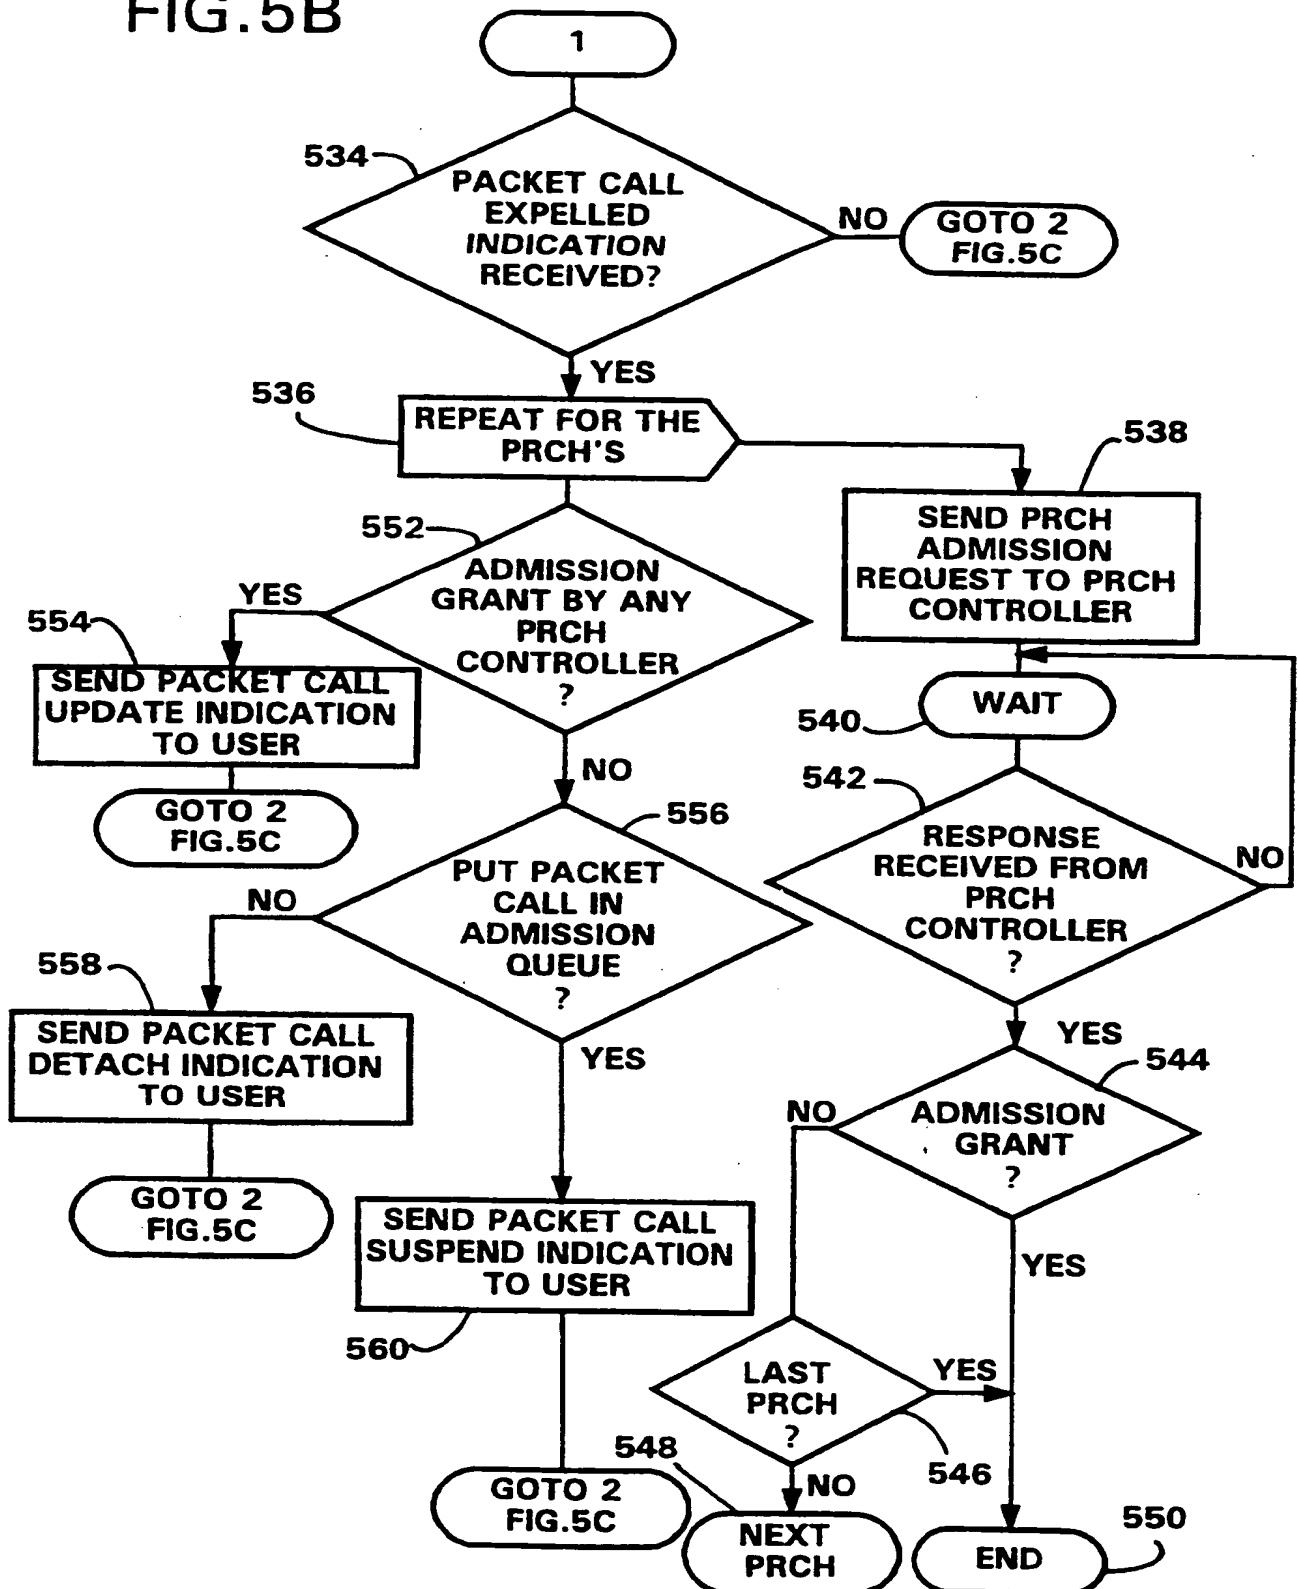 FIG.5B
1
534
PACKET CALL
EXPELLED
INDICATION
RECEIVED?
NO
GOTO 2
FIG.5C
YES
536
REPEAT FOR THE
PRCH'S
538
SEND PRCH
ADMISSION
REQUEST TO PRCH
CONTROLLER
552
ADMISSION
GRANT BY ANY
PRCH
CONTROLLER
?
YES
554
SEND PACKET CALL
UPDATE INDICATION
TO USER
GOTO 2
FIG.5C
NO
WAIT
540
542
RESPONSE
RECEIVED FROM
PRCH
CONTROLLER
?
NO
556
PUT PACKET
CALL IN
ADMISSION
QUEUE
?
NO
558
SEND PACKET CALL
DETACH INDICATION
TO USER
GOTO 2
FIG.5C
YES
YES
544
ADMISSION
GRANT
?
NO
YES
SEND PACKET CALL
SUSPEND INDICATION
TO USER
560
GOTO 2
FIG.5C
LAST
PRCH
?
YES
546
548
NO
NEXT
PRCH
END
550